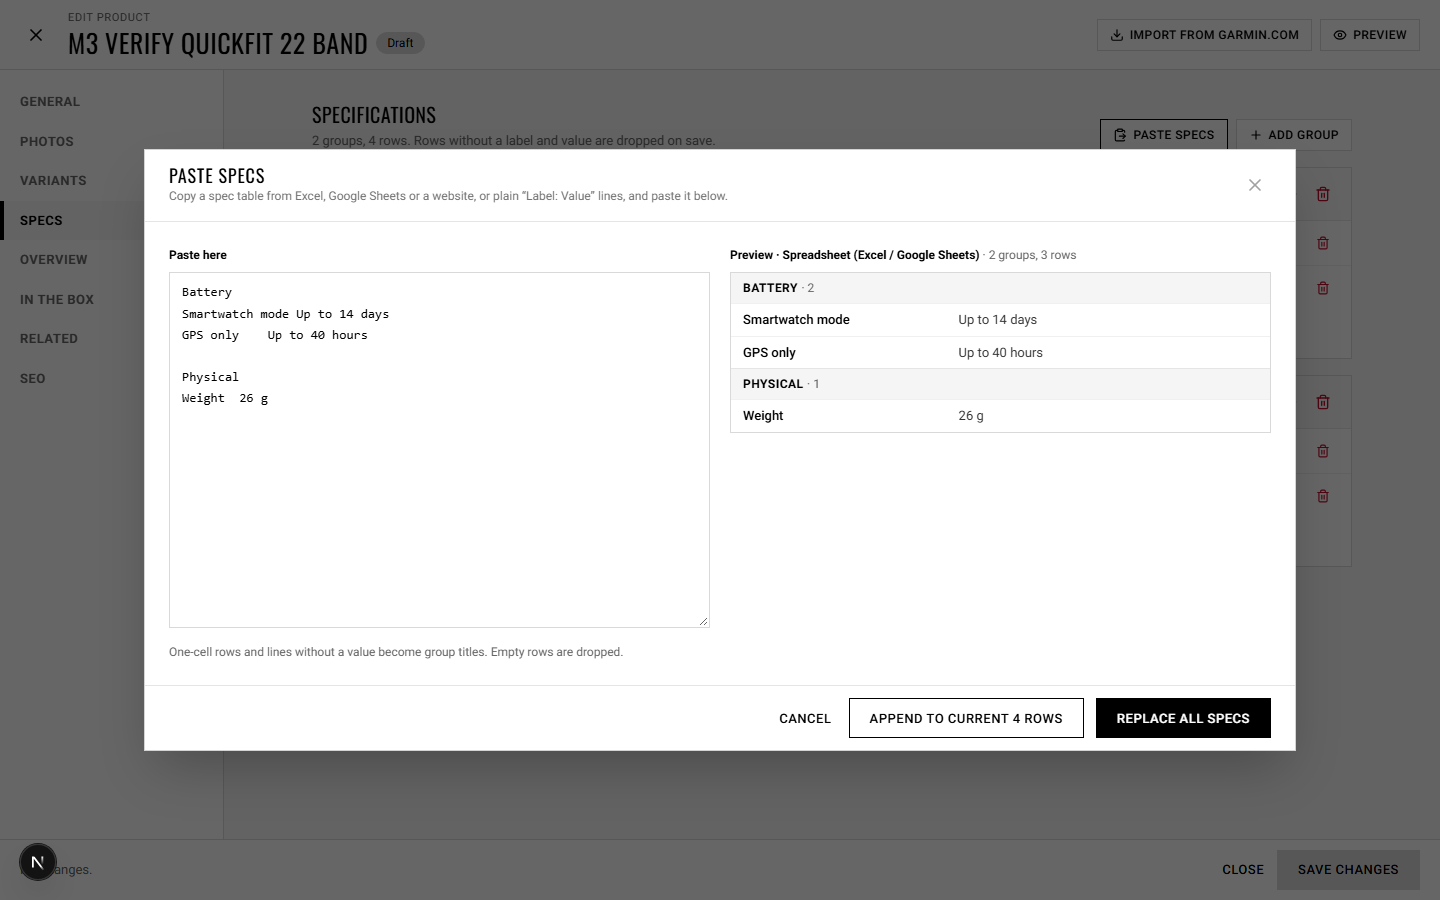 EDIT PRODUCT
M3 VERIFY QUICKFIT 22 BAND
Draft
IMPORT FROM GARMIN.COM
PREVIEW
GENERAL
PHOTOS
VARIANTS
SPECS
OVERVIEW
IN THE BOX
RELATED
SEO
SPECIFICATIONS
2 groups, 4 rows. Rows without a label and value are dropped on save.
PASTE SPECS
ADD GROUP
PASTE SPECS
Copy a spec table from Excel, Google Sheets or a website, or plain “Label: Value” lines, and paste it below.
Paste here
Battery
Smartwatch mode Up to 14 days
GPS only    Up to 40 hours
Physical
Weight  26 g
One-cell rows and lines without a value become group titles. Empty rows are dropped.
Preview · Spreadsheet (Excel / Google Sheets) · 2 groups, 3 rows
BATTERY · 2
Smartwatch mode Up to 14 days
GPS only Up to 40 hours
PHYSICAL · 1
Weight 26 g
CANCEL
APPEND TO CURRENT 4 ROWS
REPLACE ALL SPECS
N
anges.
CLOSE
SAVE CHANGES